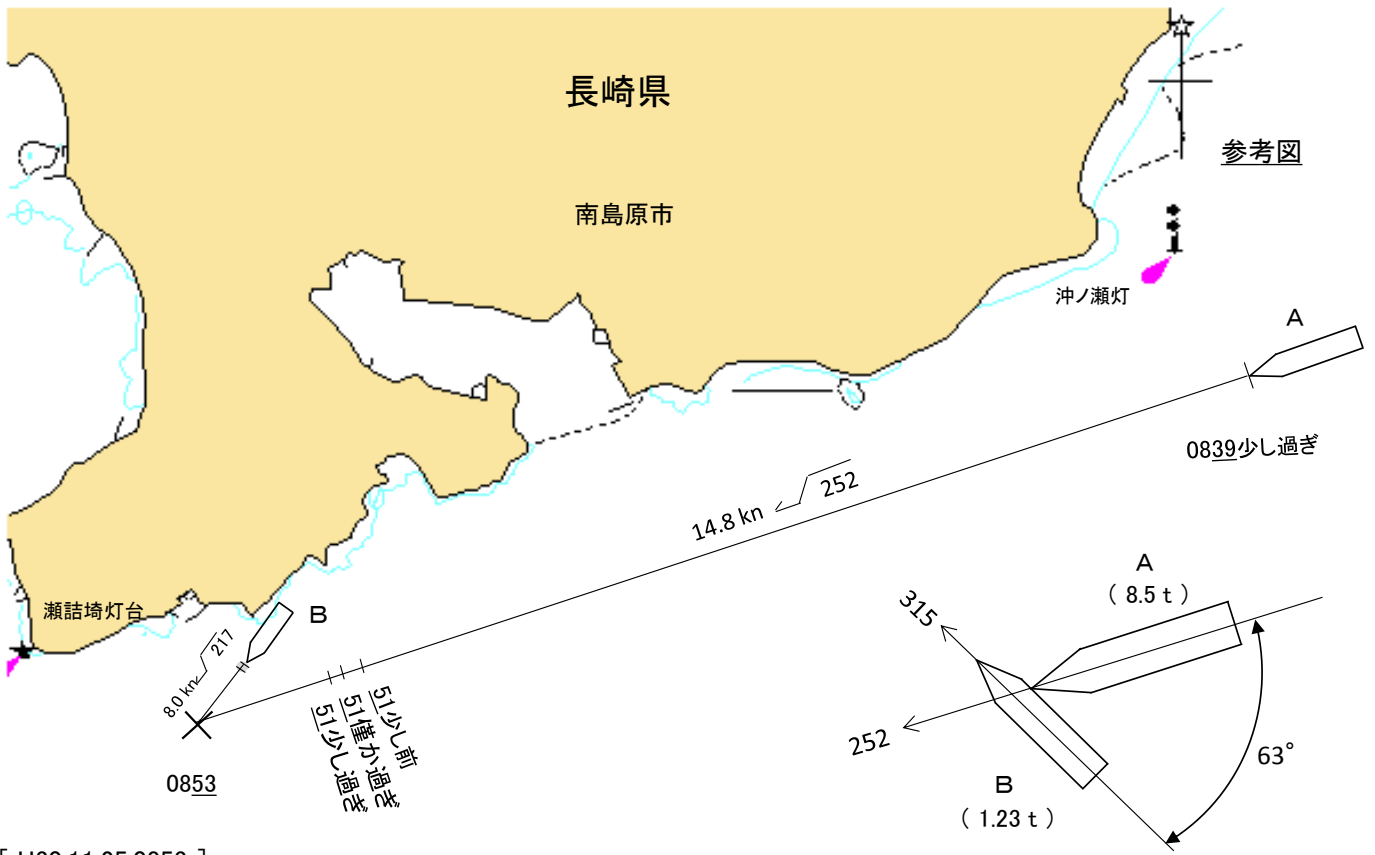 長崎県
参考図
南島原市
沖ノ瀬灯
A
0839少し過ぎ
252
14.8 kn
瀬詰埼灯台
B
217
8.0 kn
51少し前
51僅か過ぎ
51少し過ぎ
0853
A
( 8.5 t )
315
252
63°
B
( 1.23 t )